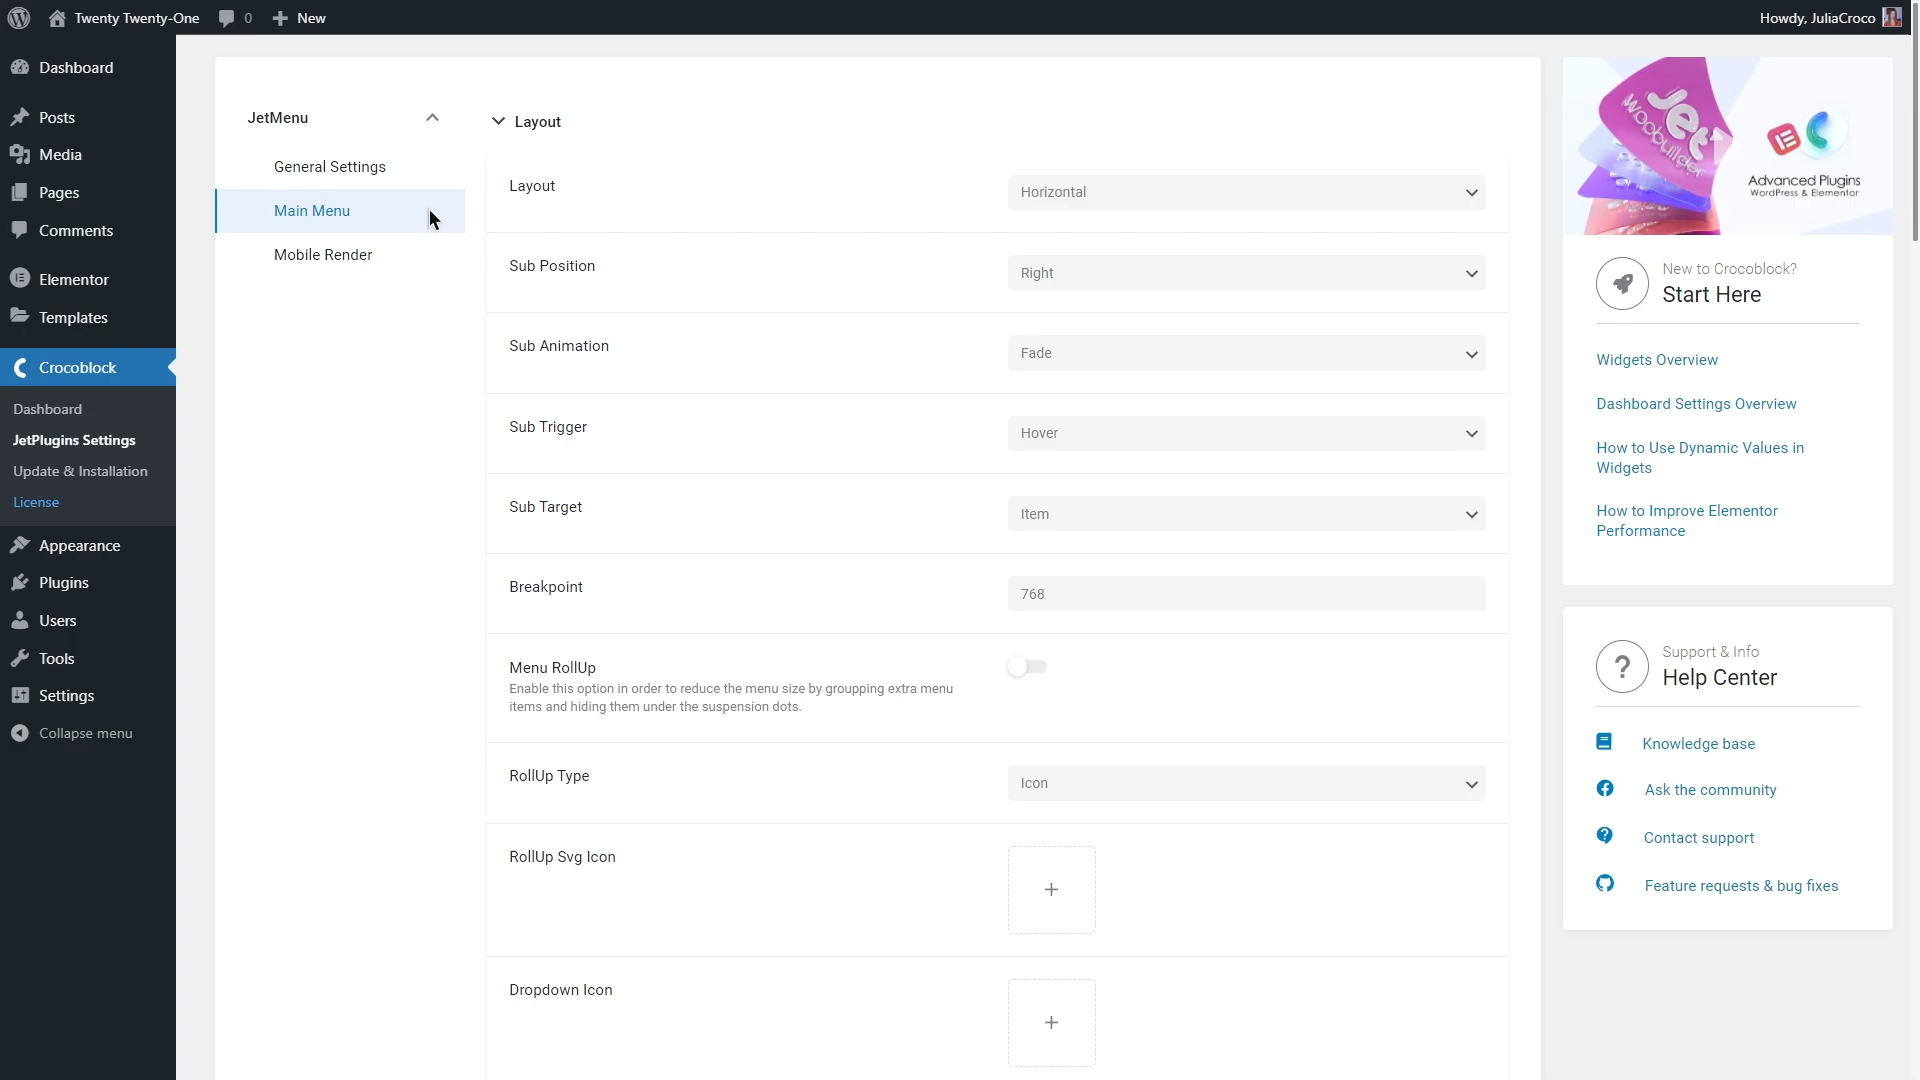 Twenty Twenty-One
0
New
Howdy, JuliaCroco
Dashboard
Posts
Media
Pages
Comments
Elementor
Templates
Crocoblock
Dashboard
JetPlugins Settings
Update & Installation
License
Appearance
Plugins
Users
Tools
Settings
Collapse menu
JetMenu
General Settings
Main Menu
Mobile Render
Layout
Layout
Horizontal
Sub Position
Right
Sub Animation
Fade
Sub Trigger
Hover
Sub Target
Item
Breakpoint
768
Menu RollUp
Enable this option in order to reduce the menu size by groupping extra menu
items and hiding them under the suspension dots.
RollUp Type
Icon
RollUp Svg Icon
+
Dropdown Icon
+
Jet
Woobuilder
Advanced Plugins
WordPress & Elementor
New to Crocoblock?
Start Here
Widgets Overview
Dashboard Settings Overview
How to Use Dynamic Values in
Widgets
How to Improve Elementor
Performance
?
Support & Info
Help Center
Knowledge base
Ask the community
Contact support
Feature requests & bug fixes